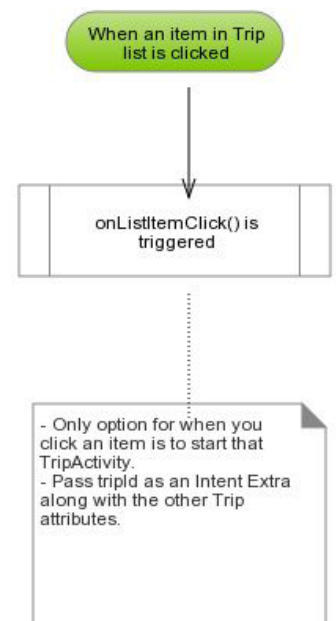 When an item in Trip
list is clicked
onListItemClick() is
triggered
- Only option for when you
click an item is to start that
TripActivity.
- Pass tripId as an Intent Extra
along with the other Trip
attributes.